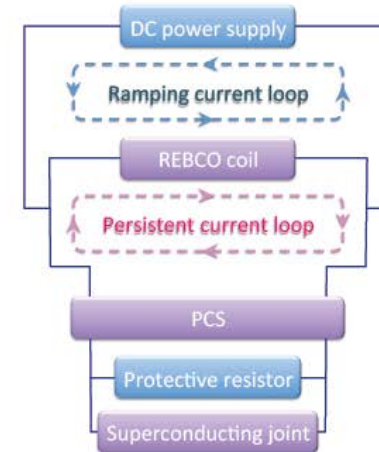 DC power supply
Ramping current loop
REBCO coil
Persistent current loop
PCS
Protective resistor
Superconducting joint